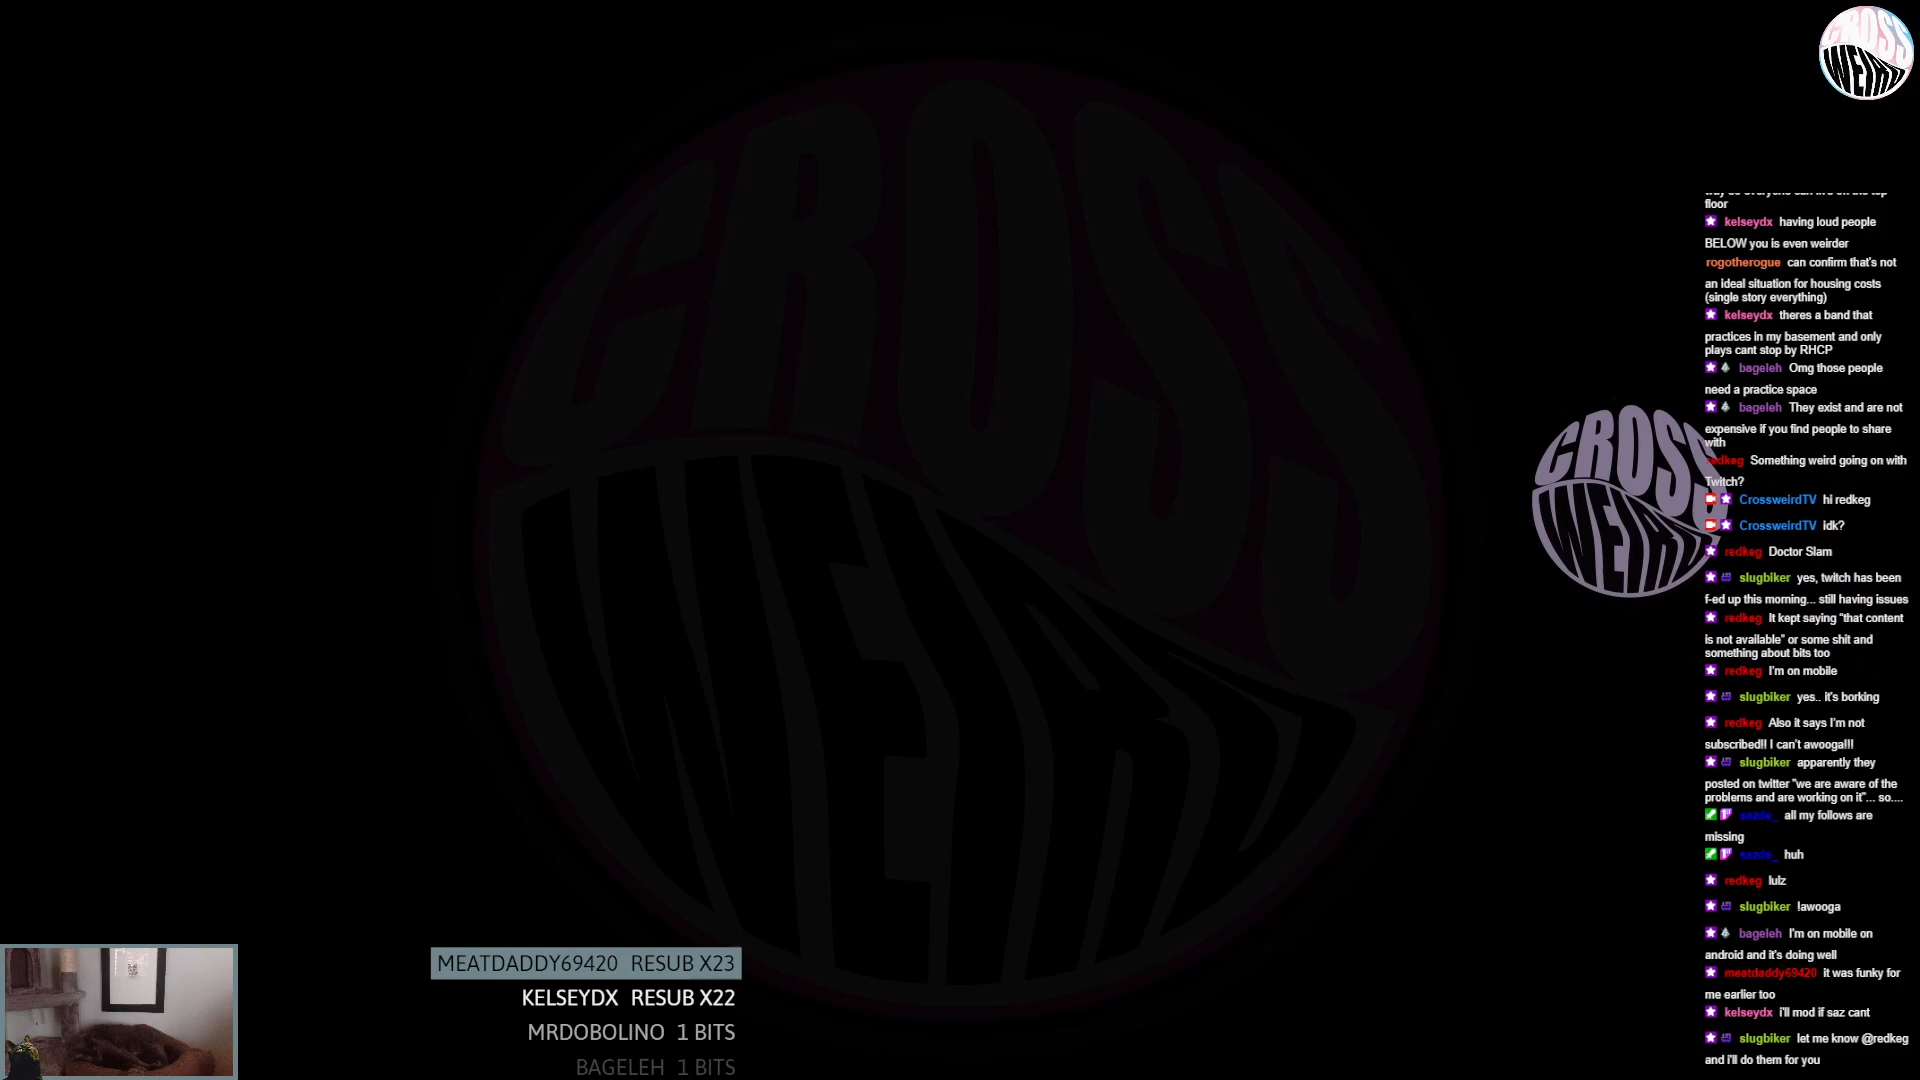 CROSS
WEIRD
CROSS
WEIRD
floor
kelseydx having loud people
BELOW you is even weirder
rogotherogue can confirm that's not
an ideal situation for housing costs
(single story everything)
kelseydx theres a band that
practices in my basement and only
plays cant stop by RHCP
bageleh Omg those people
need a practice space
bageleh They exist and are not
expensive if you find people to share
with
CROSS
WEIRD
redkeg Something weird going on with
Twitch?
CrossweirdTV hi redkeg
CrossweirdTV idk?
redkeg Doctor Slam
slugbiker yes, twitch has been
f-ed up this morning... still having issues
redkeg It kept saying "that content
is not available" or some shit and
something about bits too
redkeg I'm on mobile
slugbiker yes.. it's borking
redkeg Also it says I'm not
subscribed!! I can't awooga!!!
slugbiker apparently they
posted on twitter "we are aware of the
problems and are working on it"... so....
sazde_ all my follows are
missing
sazde_ huh
redkeg lulz
slugbiker !awooga
bageleh I'm on mobile on
android and it's doing well
meatdaddy69420 it was funky for
me earlier too
kelseydx i'll mod if saz cant
slugbiker let me know @redkeg
and i'll do them for you
MEATDADDY69420 RESUB X23
KELSEYDX RESUB X22
MRDOBOLINO 1 BITS
BAGELEH 1 BITS